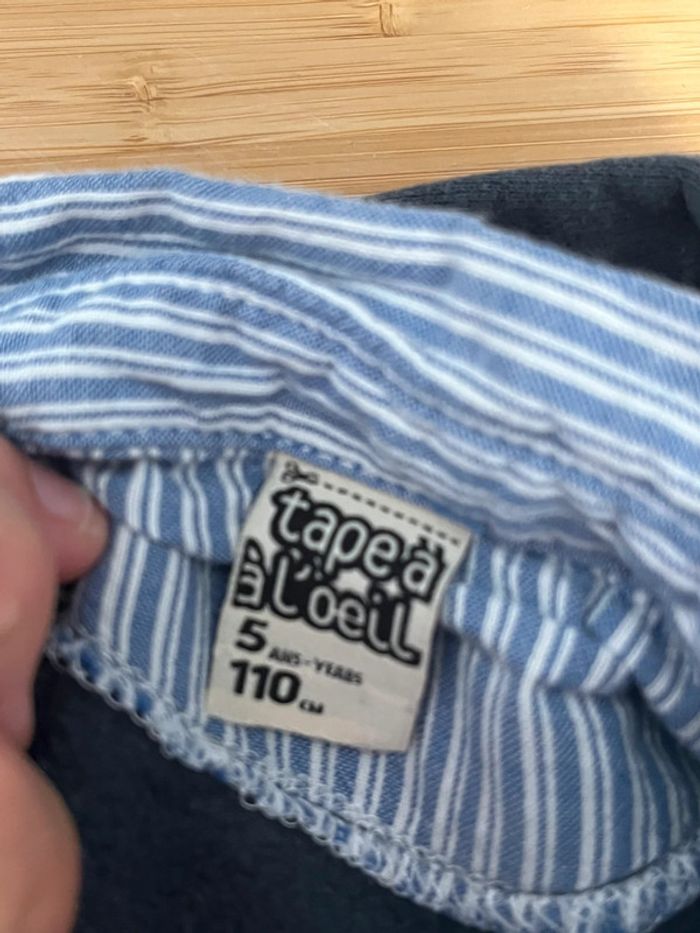 tape à
l'oeil
5 ANS-YEARS
110 CM